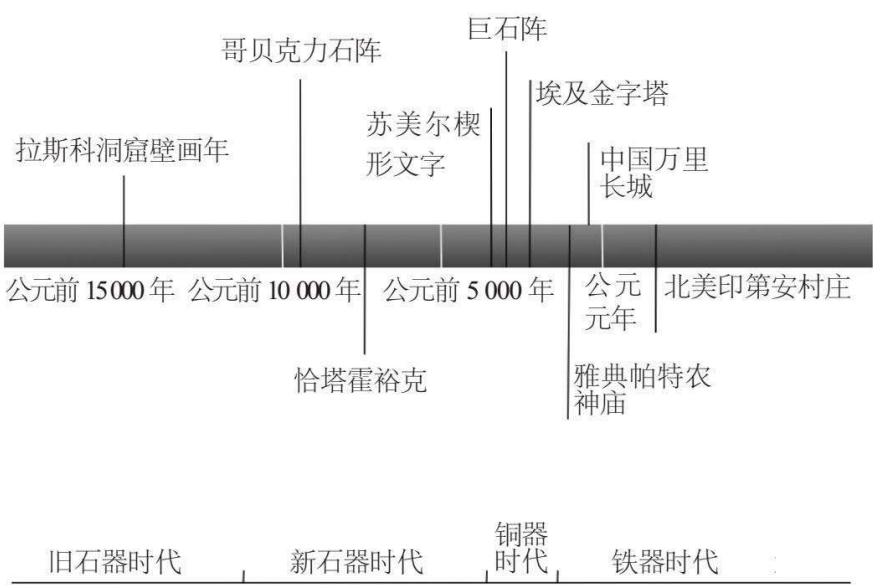 巨石阵
哥贝克力石阵
埃及金字塔
苏美尔楔
形文字
拉斯科洞窟壁画年
中国万里
长城
公元前 15 000 年
公元前 10 000 年
公元前 5 000 年
公元
元年
北美印第安村庄
恰塔霍裕克
雅典帕特农
神庙
旧石器时代
新石器时代
铜器
时代
铁器时代